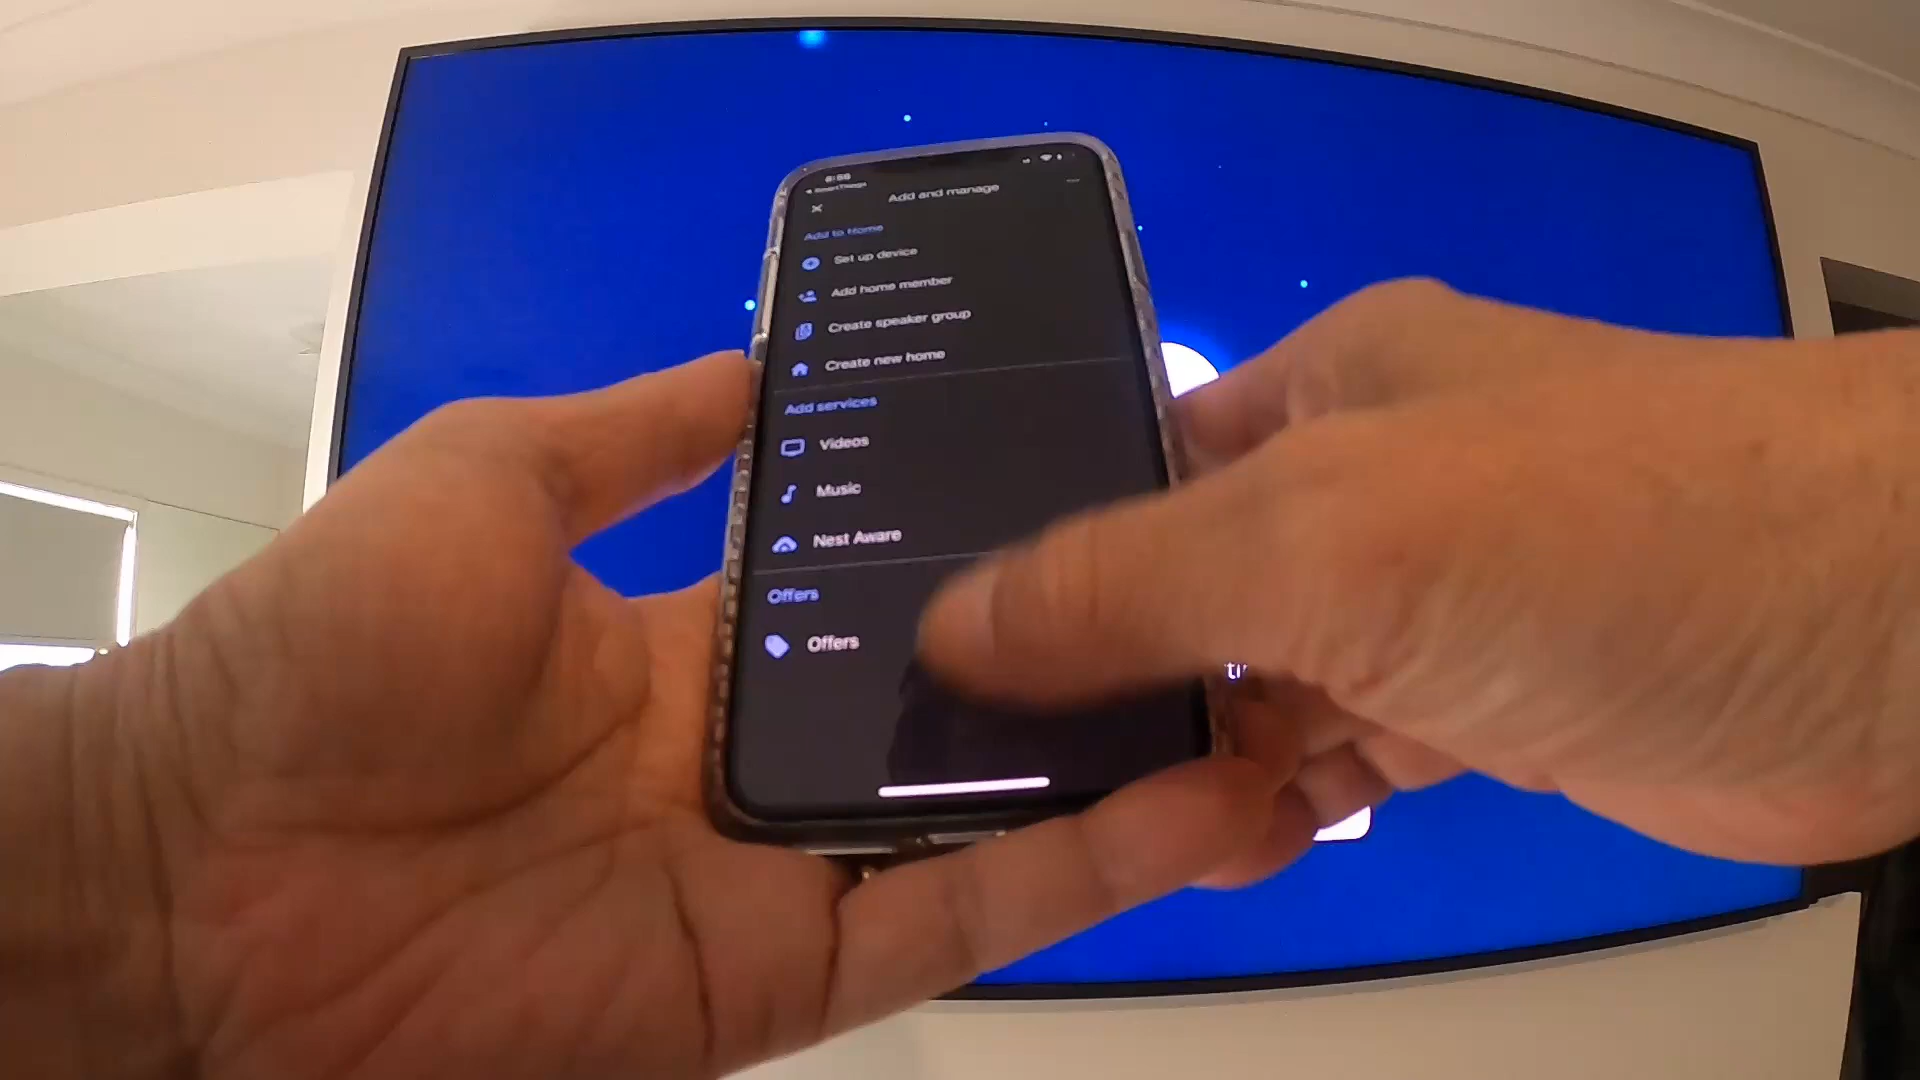 SmartThings
Add and manage
Add to Home
Set up device
Add home member
Create speaker group
Create new home
Add services
Videos
Music
Nest Aware
Offers
Offers